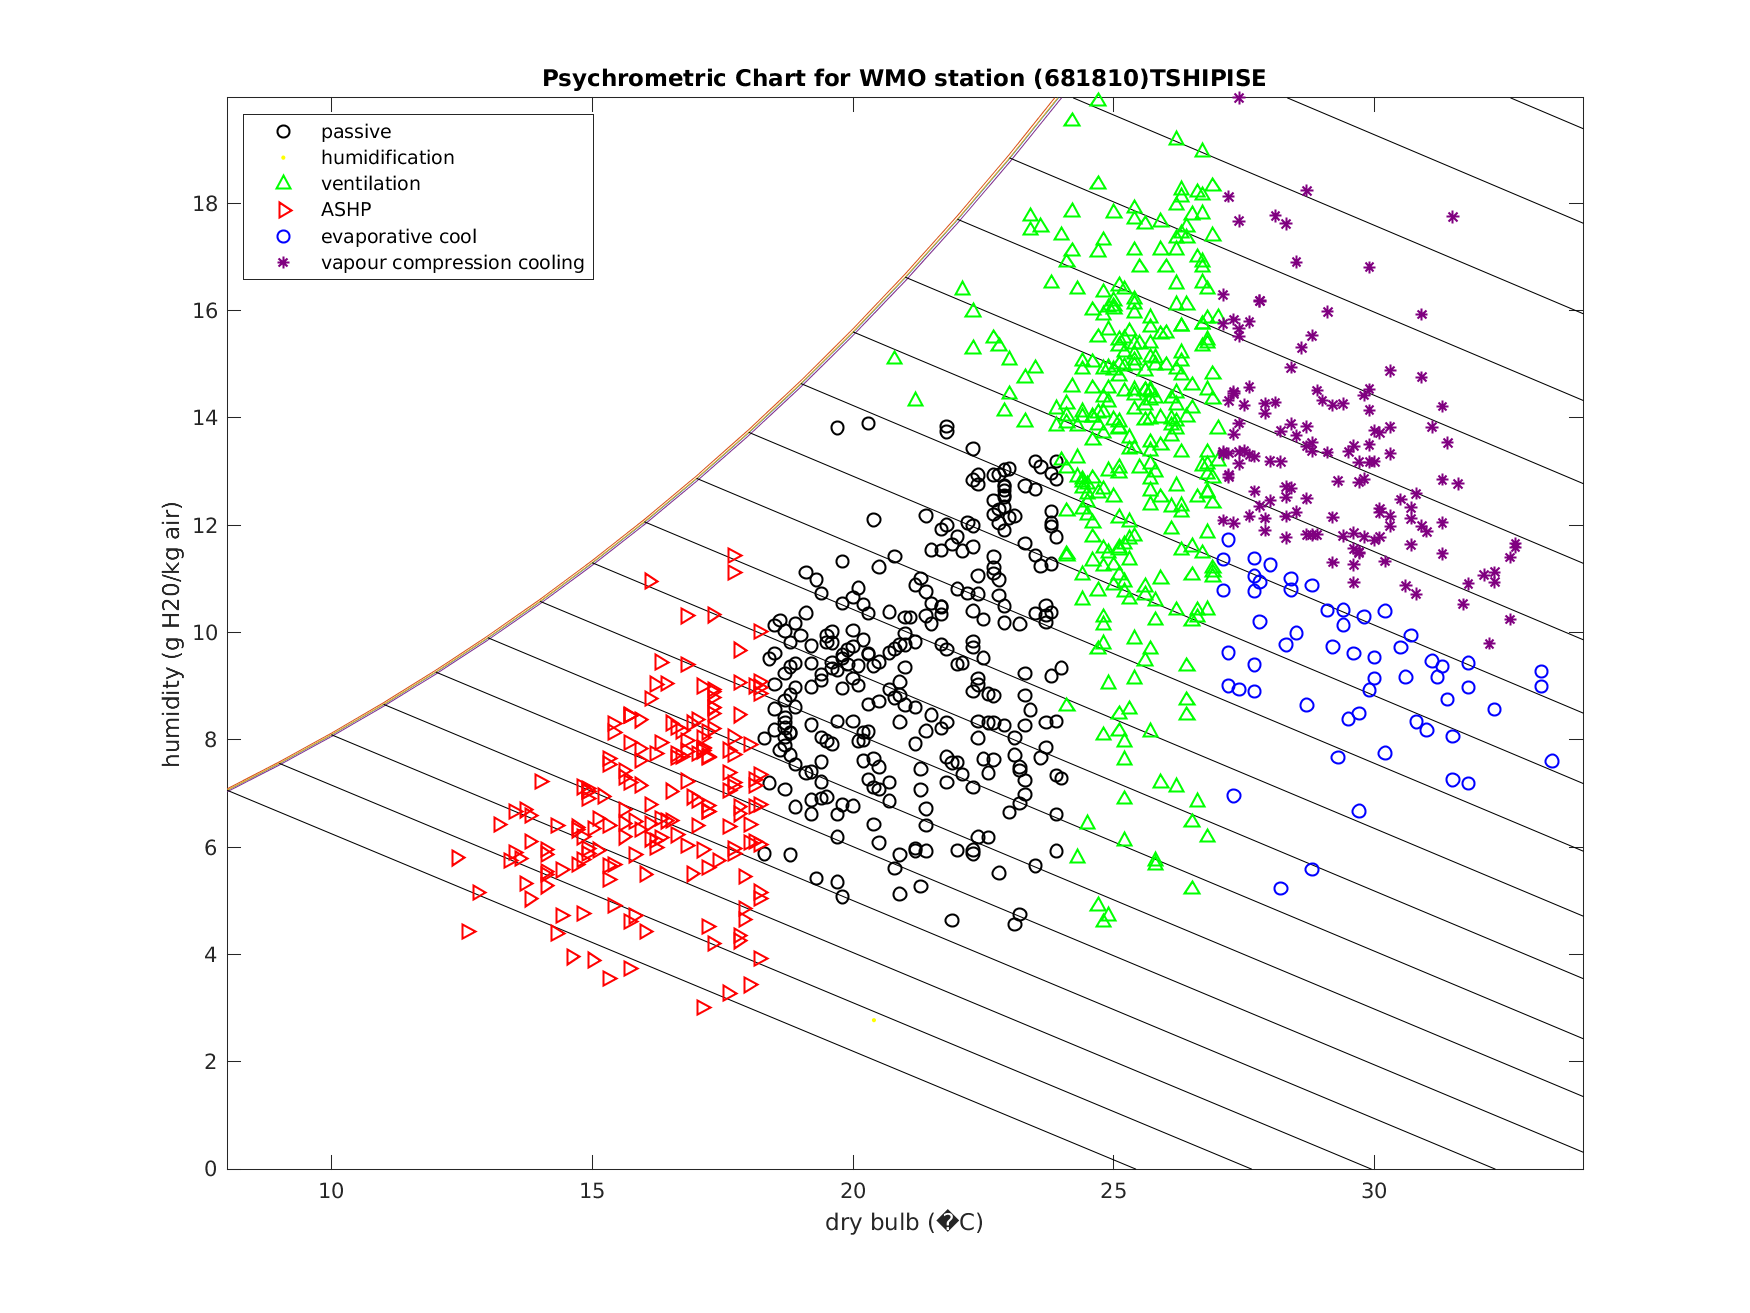 Psychrometric Chart for WMO station (681810)TSHIPISE
passive
humidification
ventilation
ASHP
evaporative cool
vapour compression cooling
humidity (g H20/kg air)
18
16
14
12
10
8
6
4
2
0
10 15 20 25 30
dry bulb (�C)